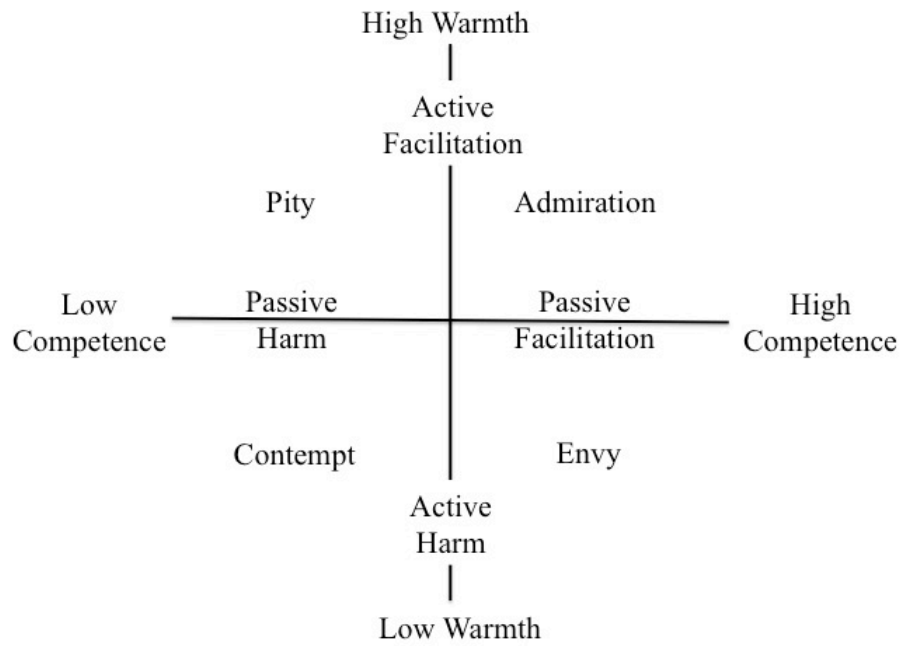 High Warmth
Active
Facilitation
Pity
Admiration
Low
Competence
Passive
Harm
Passive
Facilitation
High
Competence
Contempt
Envy
Active
Harm
Low Warmth